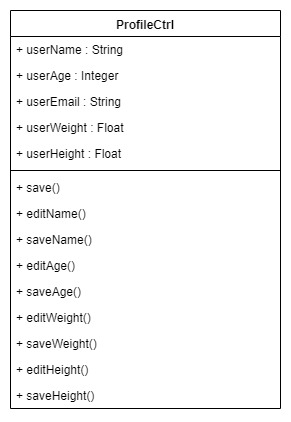 ProfileCtrl
+ userName : String
+ userAge : Integer
+ userEmail : String
+ userWeight : Float
+ userHeight : Float
+ save()
+ editName()
+ saveName()
+ editAge()
+ saveAge()
+ editWeight()
+ saveWeight()
+ editHeight()
+ saveHeight()